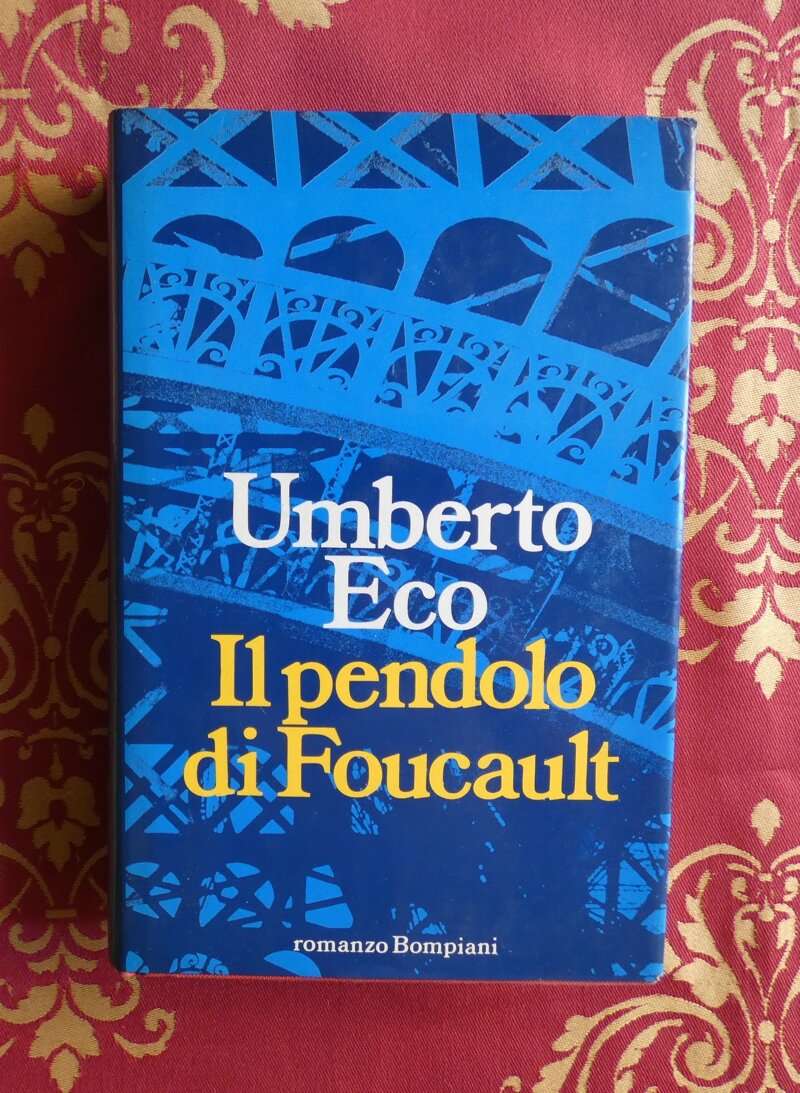 Umberto
Eco
Il pendolo
di Foucault
romanzo Bompiani